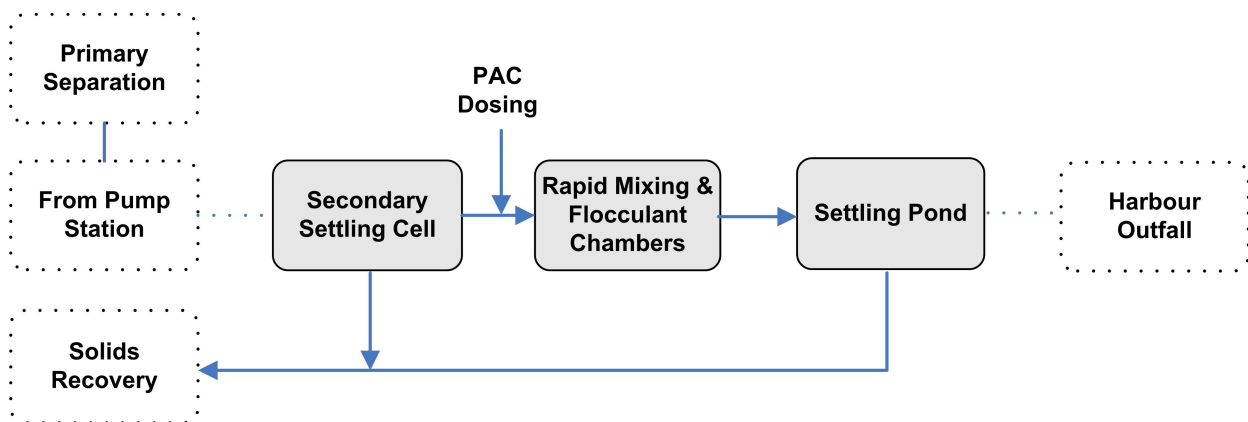 Primary
Separation
PAC
Dosing
From Pump
Station
Secondary
Settling Cell
Rapid Mixing &
Flocculant
Chambers
Settling Pond
Harbour
Outfall
Solids
Recovery